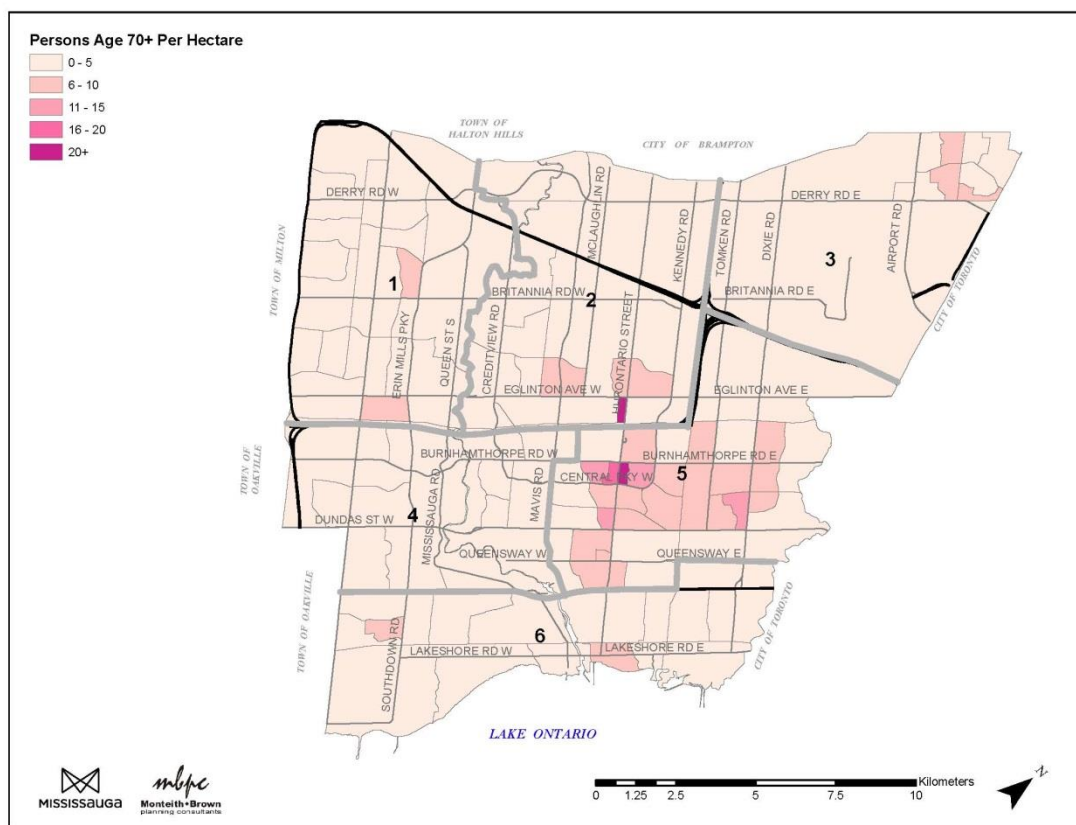 Persons Age 70+ Per Hectare
0 - 5
6 - 10
11 - 15
16 - 20
20+
TOWN OF
HALTON HILLS
CITY OF BRAMPTON
MCLAUGHLIN RD
DERRY RD W
DERRY RD E
KENNEDY RD
TOMKEN RD
DIXIE RD
AIRPORT RD
TOWN OF MILTON
1
2
3
CITY OF TORONTO
BRITANNIA RD W
BRITANNIA RD E
ERIN MILLS PKY
QUEEN ST S
CREDITVIEW RD
HURONTARIO STREET
EGLINTON AVE W
EGLINTON AVE E
TOWN OF
OAKVILLE
BURNHAMTHORPE RD W
BURNHAMTHORPE RD E
CENTRAL PKY W
5
MISSISSAUGA RD
MAVIS RD
4
DUNDAS ST W
QUEENSWAY W
QUEENSWAY E
TOWN OF OAKVILLE
CITY OF TORONTO
6
SOUTHDOWN RD
LAKESHORE RD W
LAKESHORE RD E
LAKE ONTARIO
MISSISSAUGA
mbpc
Monteith•Brown
planning consultants
Kilometers
0 1.25 2.5 5 7.5 10
N